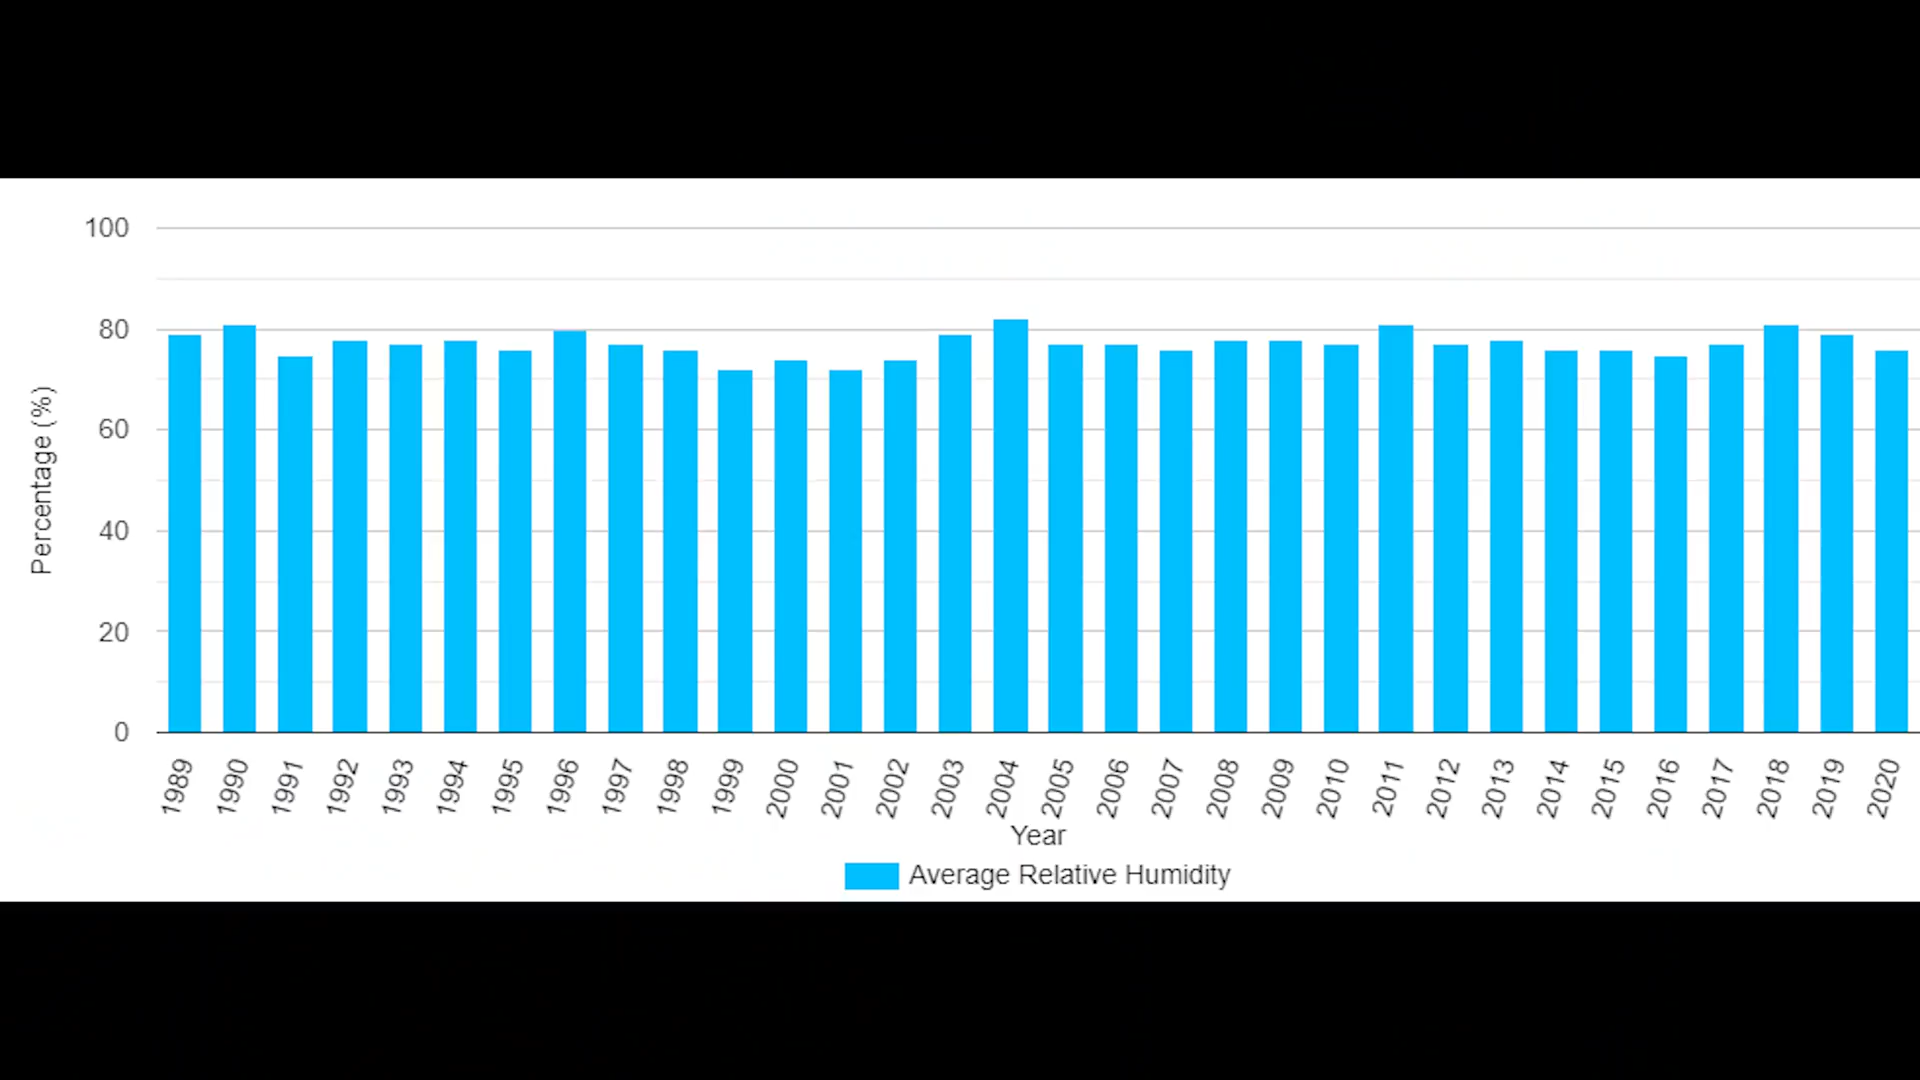 100
80
60
40
20
0
Percentage (%)
1989 1990 1991 1992 1993 1994 1995 1996 1997 1998 1999 2000 2001 2002 2003 2004 2005 2006 2007 2008 2009 2010 2011 2012 2013 2014 2015 2016 2017 2018 2019 2020
Year
Average Relative Humidity